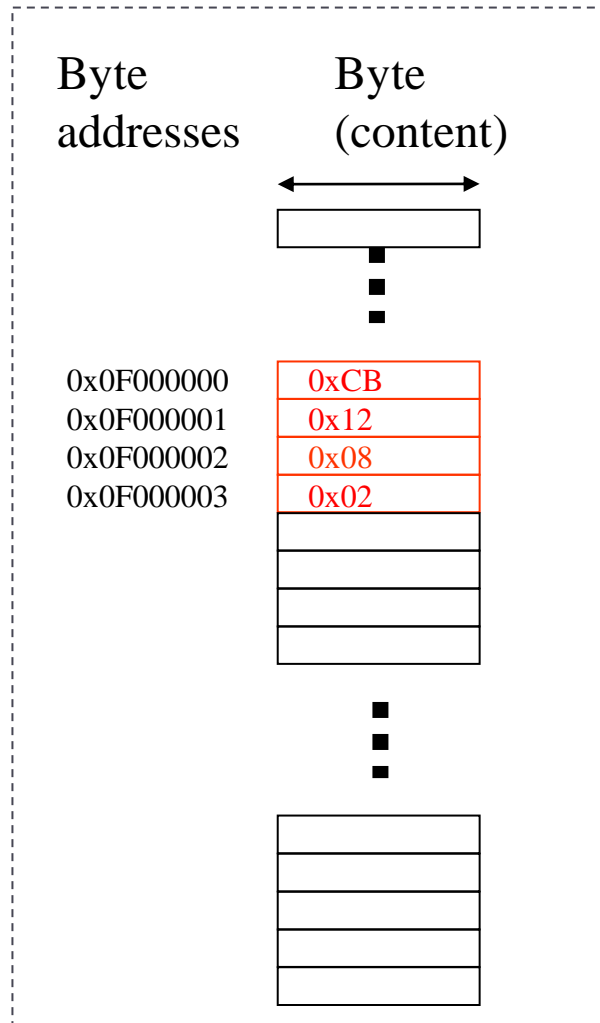 Byte addresses
Byte (content)
0x0F000000 0xCB
0x0F000001 0x12
0x0F000002 0x08
0x0F000003 0x02